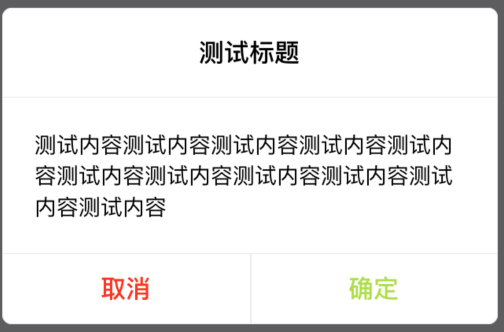 测试标题
测试内容测试内容测试内容测试内容测试内
容测试内容测试内容测试内容测试内容测试
内容测试内容
取消
确定